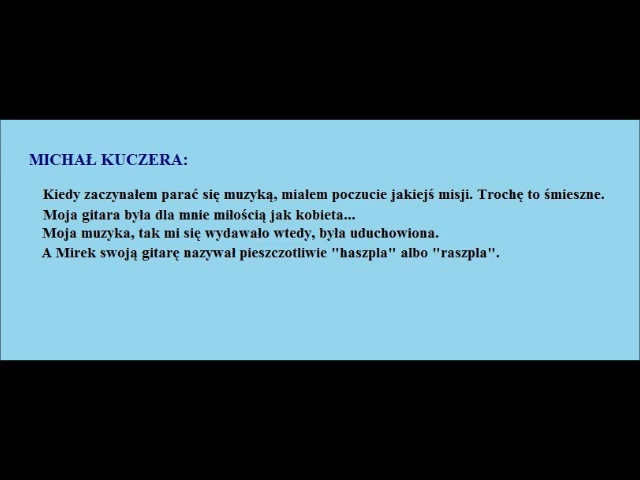 MICHAŁ KUCZERA:
Kiedy zaczynałem parać się muzyką, miałem poczucie jakiejś misji. Trochę to śmieszne.
Moja gitara była dla mnie miłością jak kobieta...
Moja muzyka, tak mi się wydawało wtedy, była uduchowiona.
A Mirek swoją gitarę nazywał pieszczotliwie "haszpla" albo "raszpla".